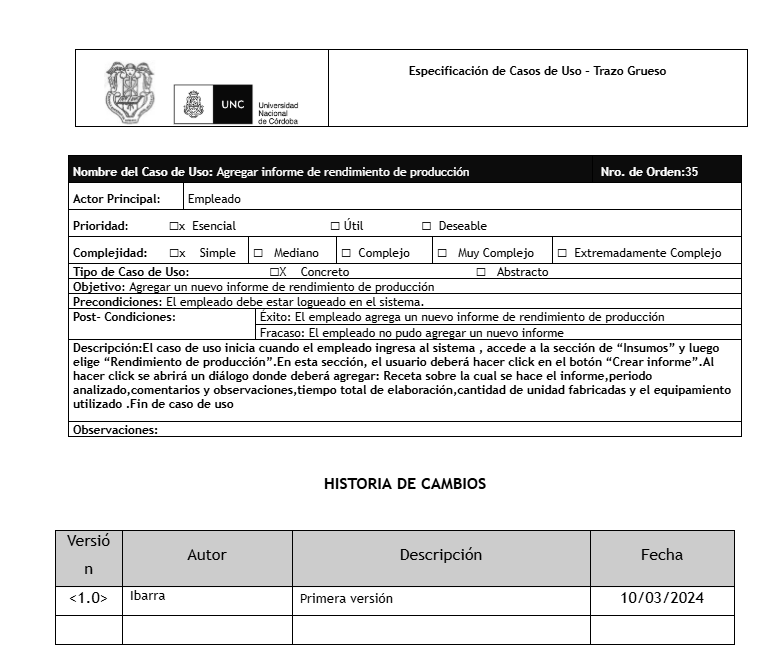 Especificación de Casos de Uso - Trazo Grueso
UNC
Universidad
Nacional
de Córdoba
Nombre del Caso de Uso: Agregar informe de rendimiento de producción Nro. de Orden:35
Actor Principal: Empleado
Prioridad: ☐x Esencial ☐ Útil ☐ Deseable
Complejidad: ☐x Simple ☐ Mediano ☐ Complejo ☐ Muy Complejo ☐ Extremadamente Complejo
Tipo de Caso de Uso: ☐X Concreto ☐ Abstracto
Objetivo: Agregar un nuevo informe de rendimiento de producción
Precondiciones: El empleado debe estar logueado en el sistema.
Post- Condiciones: Éxito: El empleado agrega un nuevo informe de rendimiento de producción
Fracaso: El empleado no pudo agregar un nuevo informe
Descripción:El caso de uso inicia cuando el empleado ingresa al sistema , accede a la sección de “Insumos” y luego
elige “Rendimiento de producción”.En esta sección, el usuario deberá hacer click en el botón “Crear informe”.Al
hacer click se abrirá un diálogo donde deberá agregar: Receta sobre la cual se hace el informe,periodo
analizado,comentarios y observaciones,tiempo total de elaboración,cantidad de unidad fabricadas y el equipamiento
utilizado .Fin de caso de uso
Observaciones:
HISTORIA DE CAMBIOS
Versió
n Autor Descripción Fecha
<1.0> Ibarra Primera versión 10/03/2024